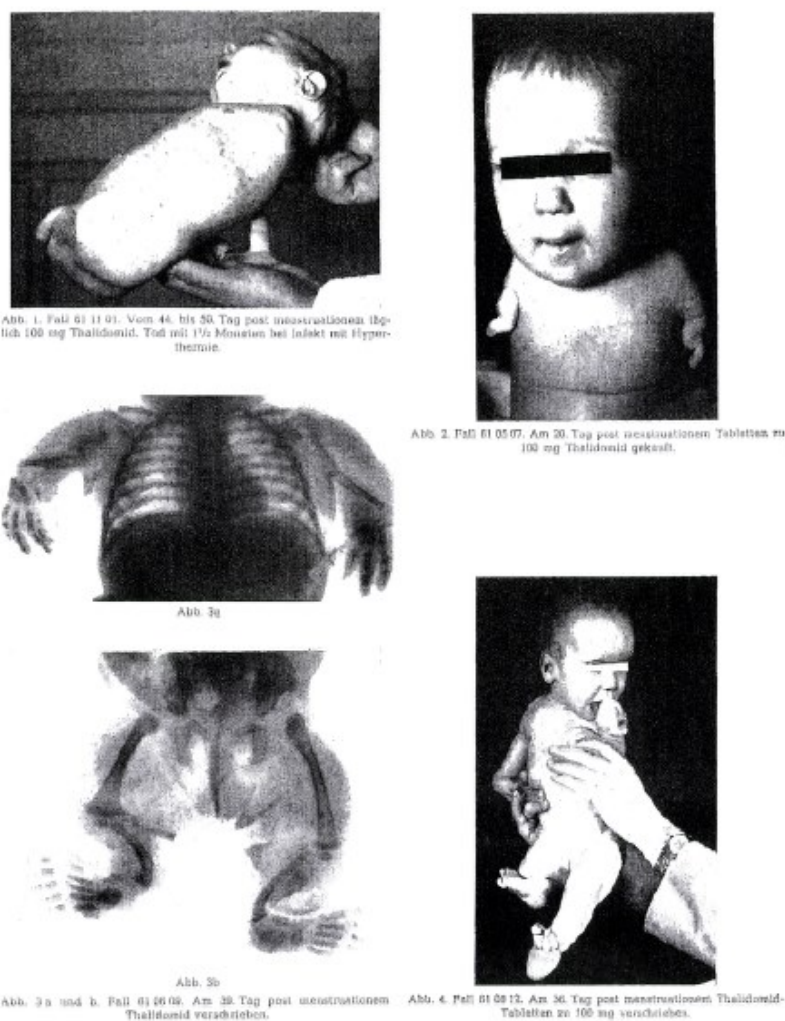 Abb. 1. Fall 61 11 01. Vom 44. bis 50. Tag post menstruationem täg-
lich 100 mg Thalidomid. Tod mit 1½ Monaten bei Infekt mit Hyper-
thermie.
Abb. 2. Fall 61 05 07. Am 20. Tag post menstruationem Tabletten zu
100 mg Thalidomid gekauft.
Abb. 3a
Abb. 3b
Abb. 3a und b. Fall 61 06 09. Am 39. Tag post menstruationem
Thalidomid verschrieben.
Abb. 4. Fall 61 08 12. Am 36. Tag post menstruationem Thalidomid-
Tabletten zu 100 mg verschrieben.